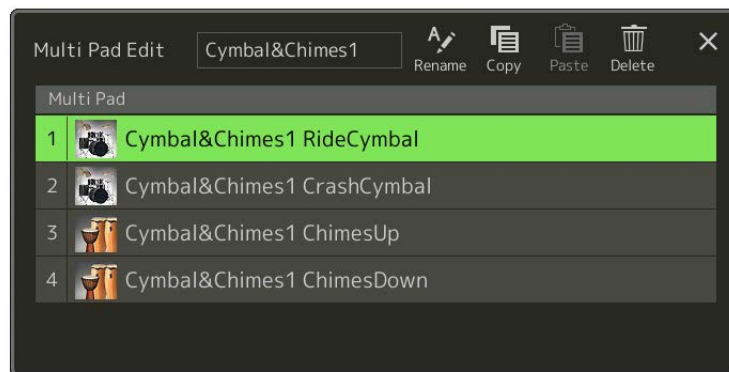 Multi Pad Edit Cymbal&Chimes1 Rename Copy Paste Delete
Multi Pad
1 Cymbal&Chimes1 RideCymbal
2 Cymbal&Chimes1 CrashCymbal
3 Cymbal&Chimes1 ChimesUp
4 Cymbal&Chimes1 ChimesDown